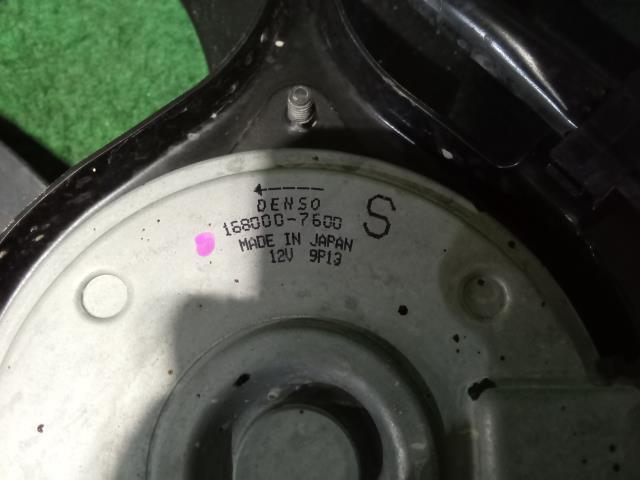 DENSO
168000-7600
S
MADE IN JAPAN
12V 9P13